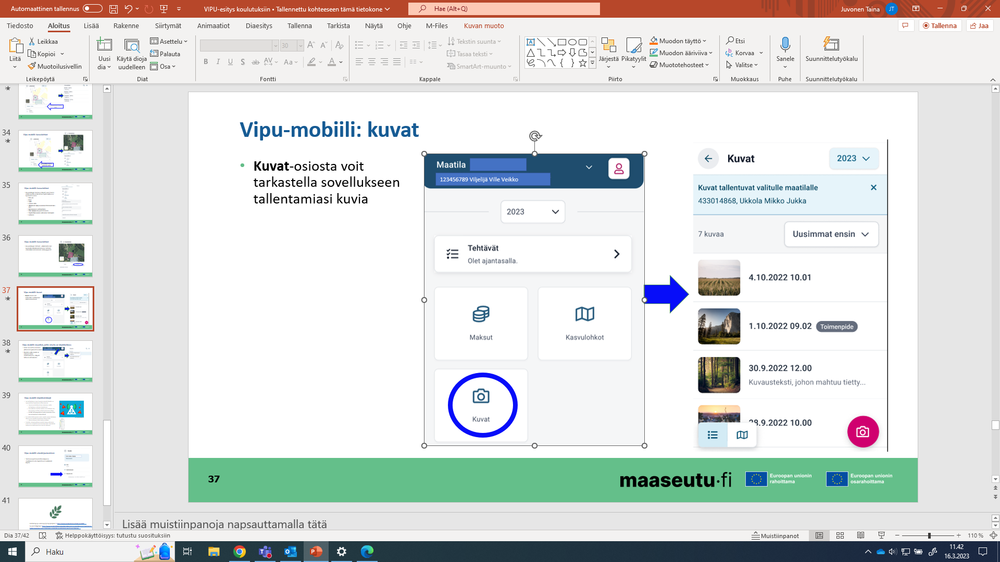 Automaattinen tallennus
VIPU-esitys koulutuksiin • Tallennettu kohteeseen tämä tietokone
Hae (Alt+Q)
Juvonen Taina
JT
Tiedosto
Aloitus
Lisää
Rakenne
Siirtymät
Animaatiot
Diaesitys
Tallenna
Tarkista
Näytä
Ohje
M-Files
Kuvan muoto
Tallenna
Jaa
Liitä
Leikkaa
Kopioi
Muotoilusivellin
Leikepöytä
Uusi dia
Käytä dioja uudelleen
Asettelu
Palauta
Osa
Diat
30
Fontti
Tekstin suunta
Tasaa teksti
SmartArt-muunto
Kappale
Järjestä
Pikatyylit
Muodon täyttö
Muodon ääriviiva
Muototehosteet
Piirto
Etsi
Korvaa
Valitse
Muokkaus
Sanele
Puhe
Suunnittelutyökalu
Suunnittelutyökalu
34
35
36
37
38
39
40
41
Vipu-mobiili: kuvat
• Kuvat-osiosta voit
tarkastella sovellukseen
tallentamiasi kuvia
Maatila
123456789 Viljelijä Ville Veikko
2023
Tehtävät
Olet ajantasalla.
Maksut
Kasvulohkot
Kuvat
Kuvat
2023
Kuvat tallentuvat valitulle maatilalle
433014868, Ukkola Mikko Jukka
7 kuvaa
Uusimmat ensin
4.10.2022 10.01
1.10.2022 09.02
Toimenpide
30.9.2022 12.00
Kuvausteksti, johon mahtuu tietty...
28.9.2022 10.00
37
maaseutu.fi
Euroopan unionin
rahoittama
Euroopan unionin
osarahoittama
Lisää muistiinpanoja napsauttamalla tätä
Dia 37/42
Helppokäyttöisyys: tutustu suosituksiin
Muistiinpanot
110 %
Haku
11.42
16.3.2023